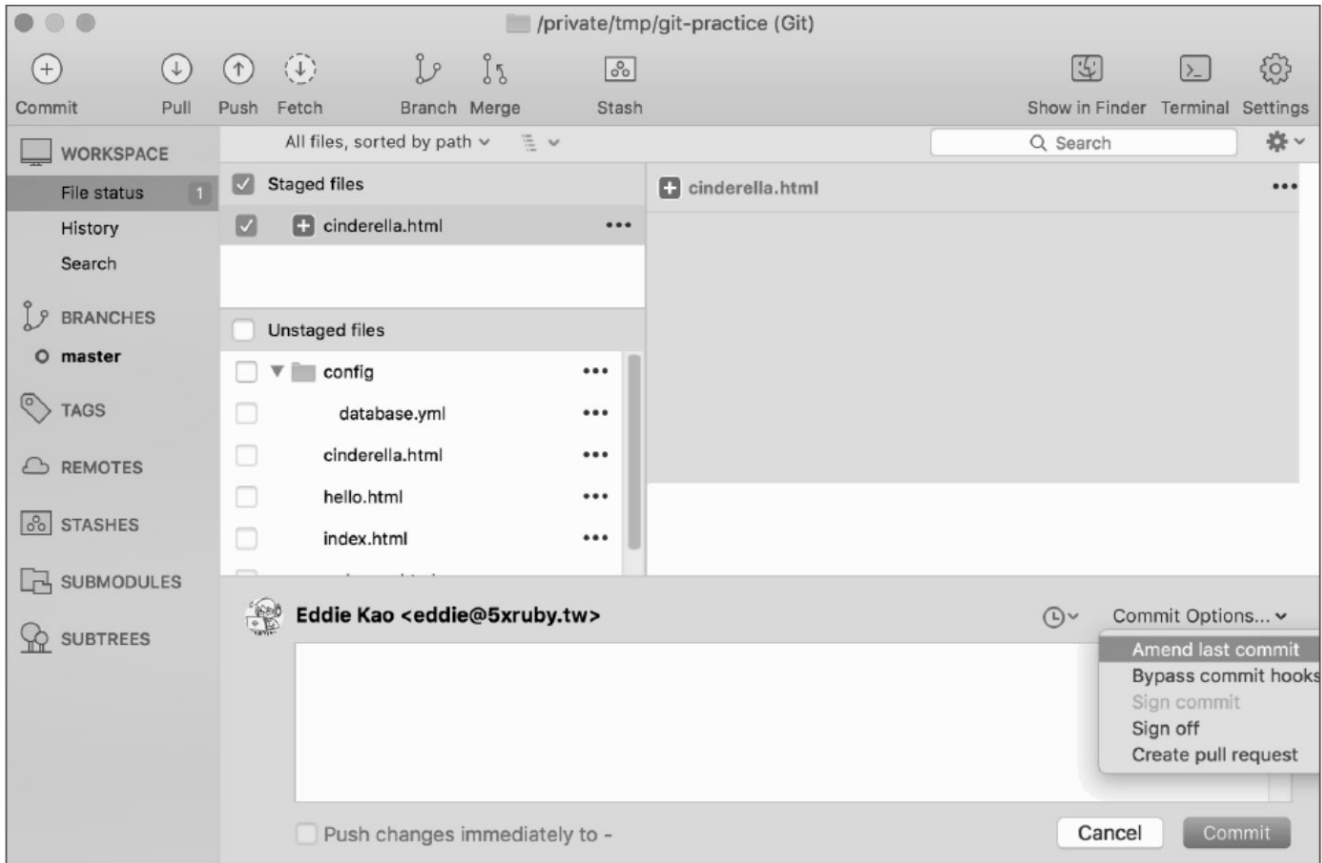 /private/tmp/git-practice (Git)
Commit Pull Push Fetch Branch Merge Stash Show in Finder Terminal Settings
All files, sorted by path
Search
WORKSPACE
File status 1
History
Search
BRANCHES
master
TAGS
REMOTES
STASHES
SUBMODULES
SUBTREES
Staged files
cinderella.html
Unstaged files
config
database.yml
cinderella.html
hello.html
index.html
cinderella.html
Eddie Kao <eddie@5xruby.tw>
Commit Options...
Amend last commit
Bypass commit hooks
Sign commit
Sign off
Create pull request
Push changes immediately to -
Cancel Commit